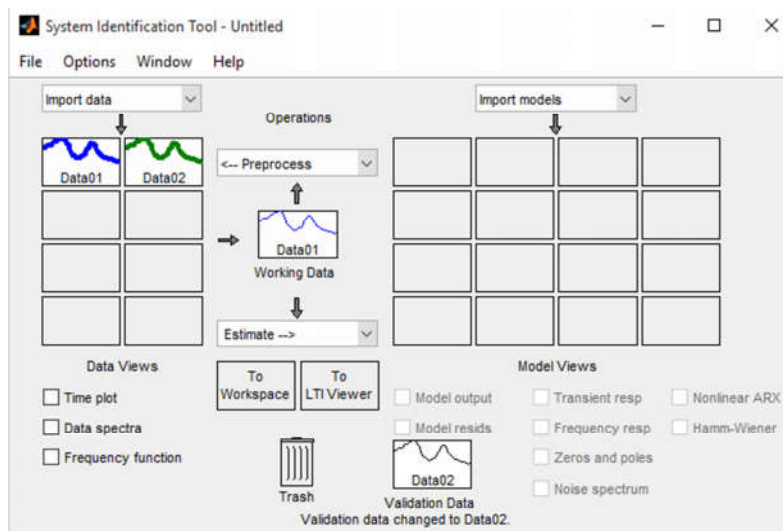 System Identification Tool - Untitled
File Options Window Help
Import data
Import models
Operations
Data01 Data02
<-- Preprocess
Data01
Working Data
Estimate -->
Data Views
To Workspace
To LTI Viewer
Model Views
Time plot
Data spectra
Frequency function
Model output
Transient resp
Nonlinear ARX
Model resids
Frequency resp
Hamm-Wiener
Zeros and poles
Noise spectrum
Trash
Data02
Validation Data
Validation data changed to Data02.